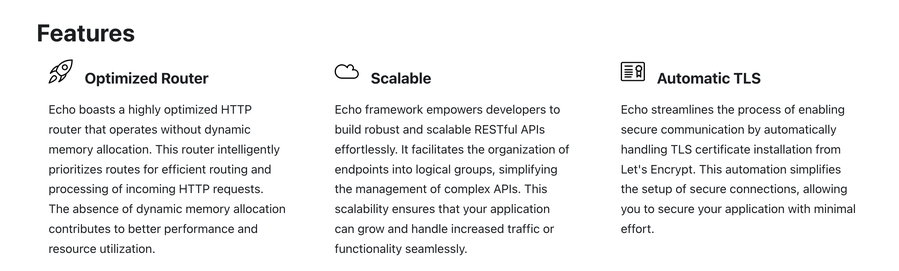 Features
Optimized Router
Echo boasts a highly optimized HTTP
router that operates without dynamic
memory allocation. This router intelligently
prioritizes routes for efficient routing and
processing of incoming HTTP requests.
The absence of dynamic memory allocation
contributes to better performance and
resource utilization.
Scalable
Echo framework empowers developers to
build robust and scalable RESTful APIs
effortlessly. It facilitates the organization of
endpoints into logical groups, simplifying
the management of complex APIs. This
scalability ensures that your application
can grow and handle increased traffic or
functionality seamlessly.
Automatic TLS
Echo streamlines the process of enabling
secure communication by automatically
handling TLS certificate installation from
Let's Encrypt. This automation simplifies
the setup of secure connections, allowing
you to secure your application with minimal
effort.